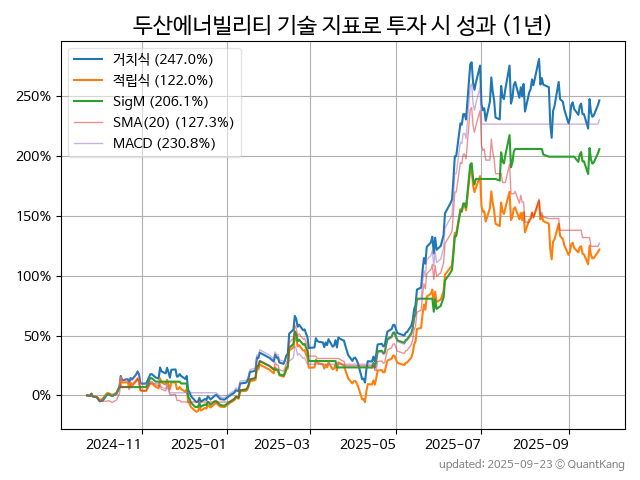 두산에너빌리티 기술 지표로 투자 시 성과 (1년)
거치식 (247.0%)
적립식 (122.0%)
SigM (206.1%)
SMA(20) (127.3%)
MACD (230.8%)
250%
200%
150%
100%
50%
0%
2024-11 2025-01 2025-03 2025-05 2025-07 2025-09
updated: 2025-09-23 © QuantKang